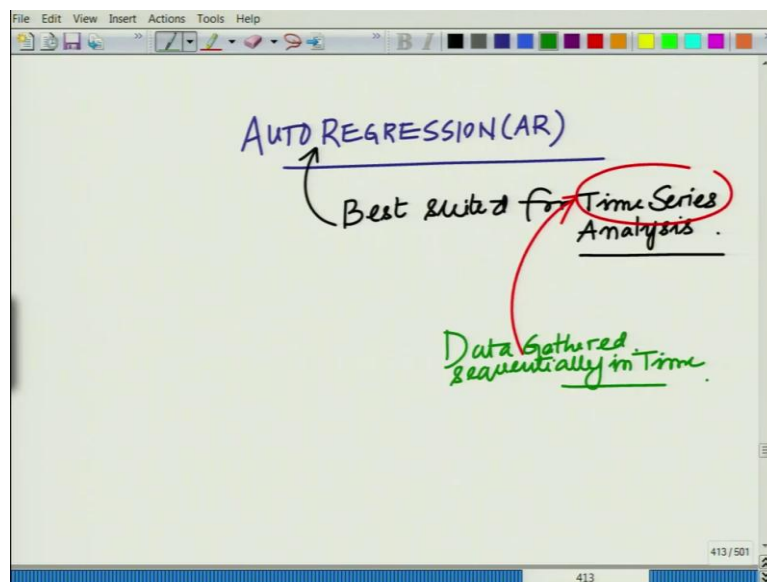 File Edit View Insert Actions Tools Help
B I
AUTO REGRESSION (AR)
Best suited for Time Series
Analysis.
Data Gathered
sequentially in Time.
413/501
413